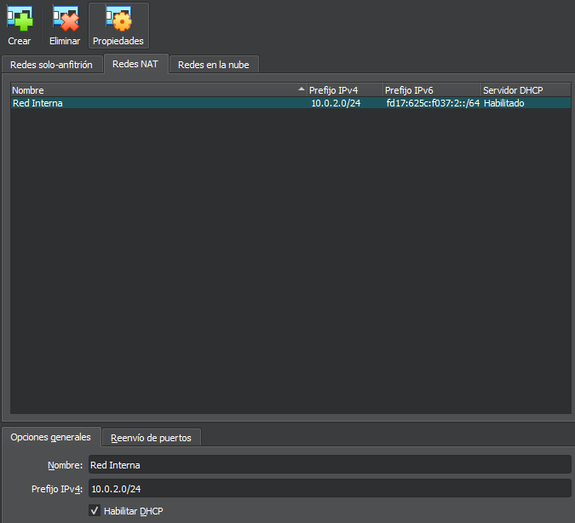 Crear Eliminar Propiedades
Redes solo-anfitrión Redes NAT Redes en la nube
Nombre Prefijo IPv4 Prefijo IPv6 Servidor DHCP
Red Interna 10.0.2.0/24 fd17:625c:f037:2::/64 Habilitado
Opciones generales Reenvío de puertos
Nombre: Red Interna
Prefijo IPv4: 10.0.2.0/24
Habilitar DHCP